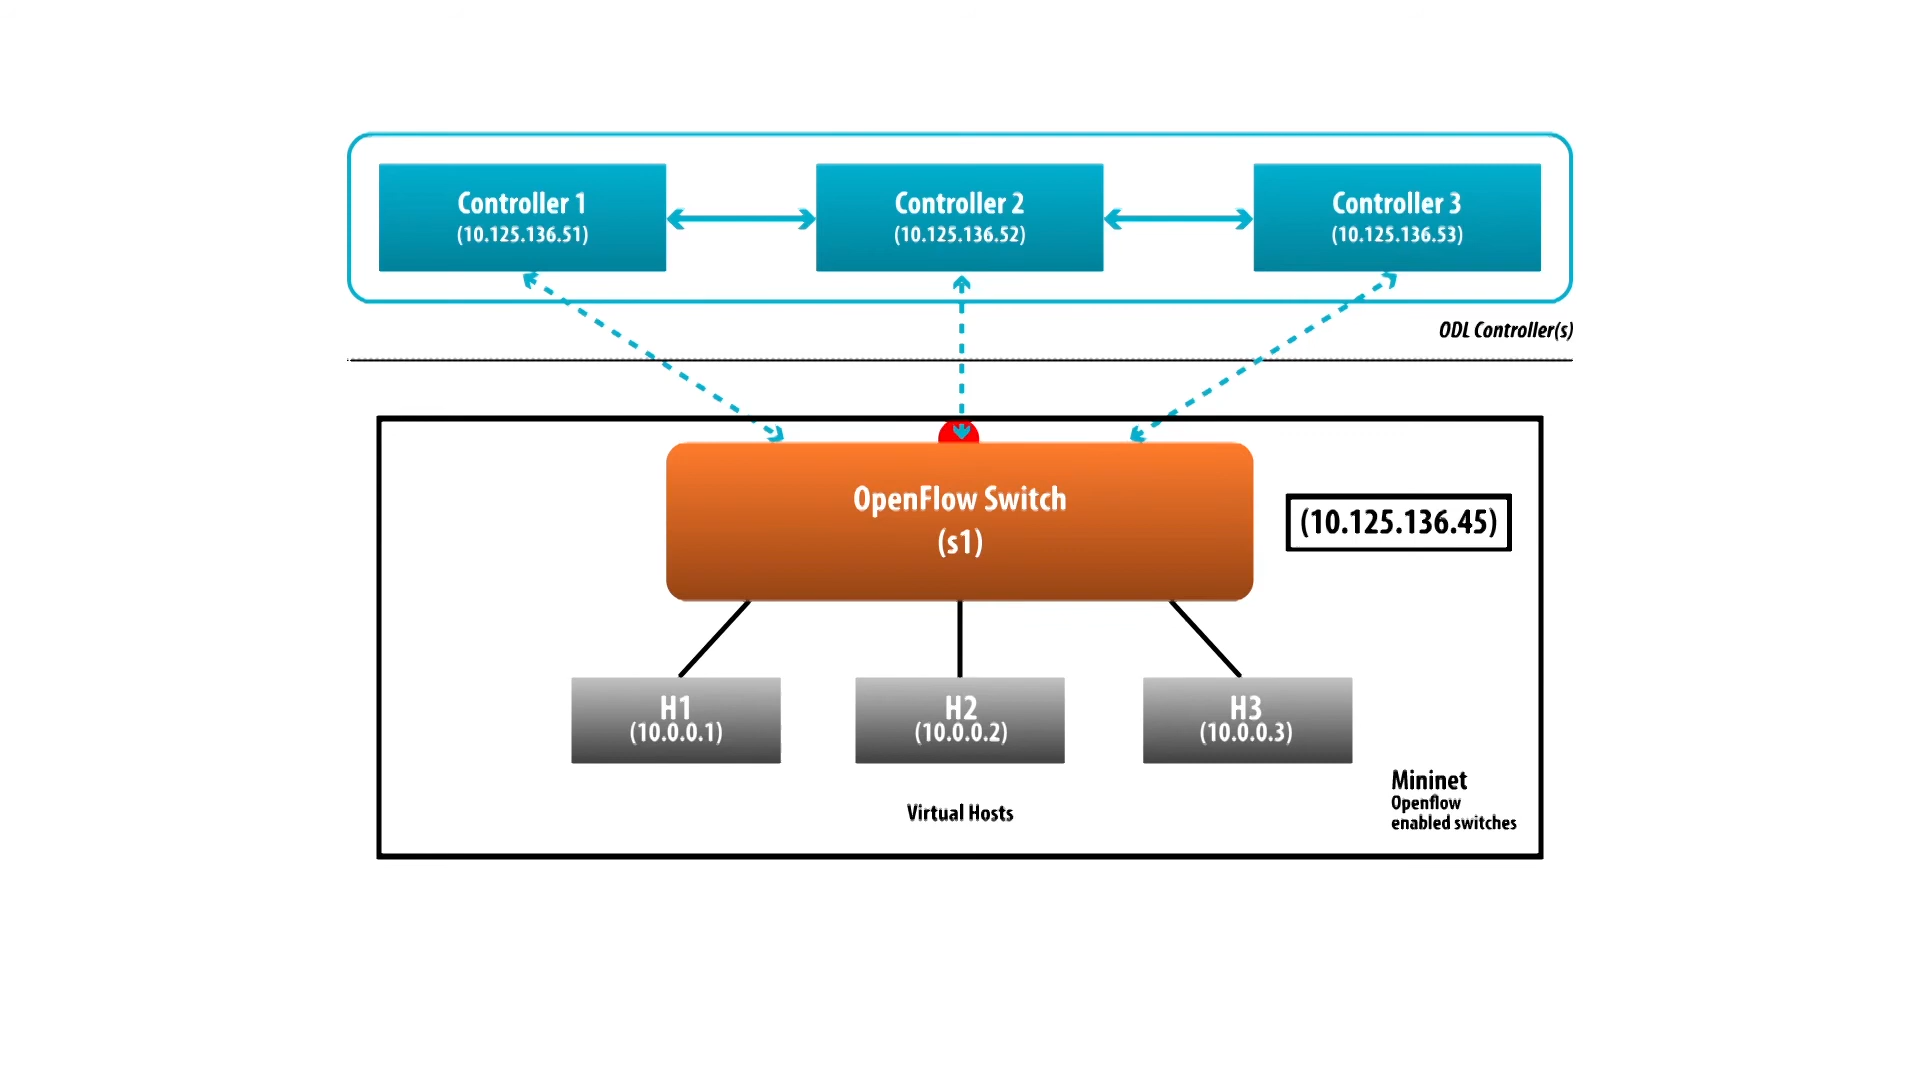 Controller 1
(10.125.136.51)
Controller 2
(10.125.136.52)
Controller 3
(10.125.136.53)
ODL Controller(s)
OpenFlow Switch
(s1)
(10.125.136.45)
H1
(10.0.0.1)
H2
(10.0.0.2)
H3
(10.0.0.3)
Virtual Hosts
Mininet
Openflow
enabled switches